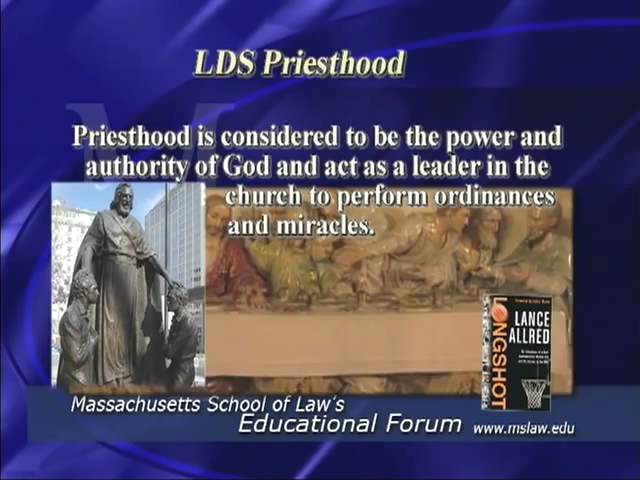 LDS Priesthood
Priesthood is considered to be the power and
authority of God and act as a leader in the
church to perform ordinances
and miracles.
LONGSHOT
LANCE
ALLRED
Massachusetts School of Law's
Educational Forum www.mslaw.edu